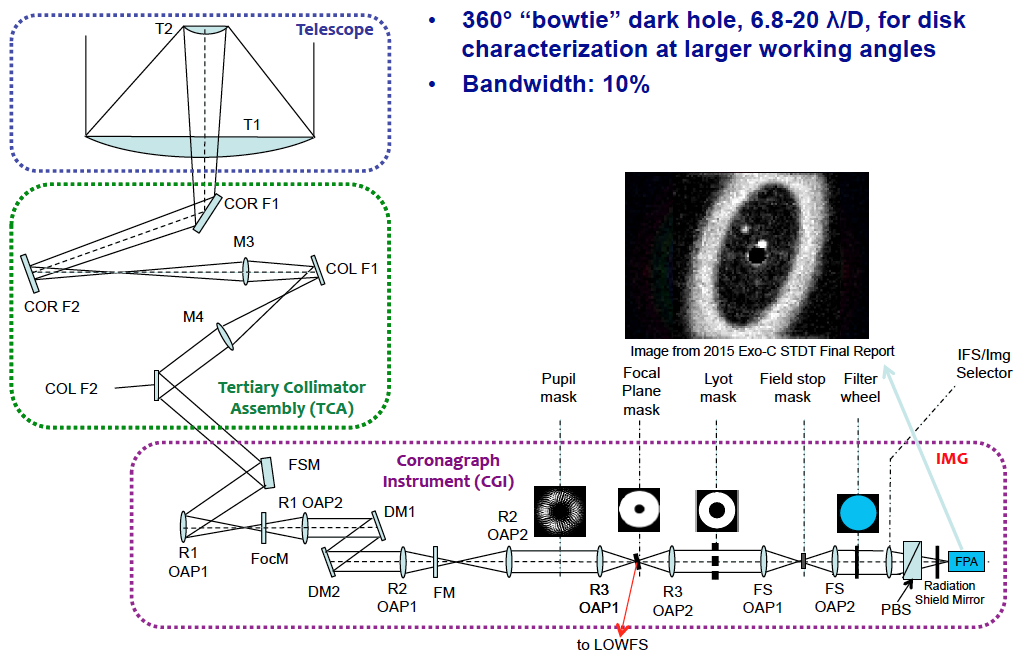 • 360° “bowtie” dark hole, 6.8-20 λ/D, for disk
characterization at larger working angles
• Bandwidth: 10%
T2
Telescope
T1
COR F1
M3
COL F1
COR F2
M4
COL F2
Tertiary Collimator
Assembly (TCA)
Image from 2015 Exo-C STDT Final Report
IFS/Img
Selector
Pupil
mask
Focal
Plane
mask
Lyot
mask
Field stop
mask
Filter
wheel
Coronagraph
Instrument (CGI)
IMG
FSM
R1 OAP2
DM1
R2
OAP2
R1
OAP1
FocM
DM2
R2
OAP1
FM
R3
OAP1
R3
OAP2
FS
OAP1
FS
OAP2
PBS
FPA
Radiation
Shield Mirror
to LOWFS